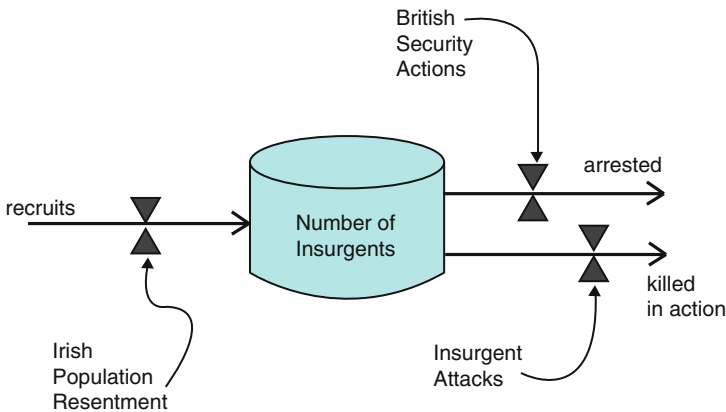 British
Security
Actions
arrested
recruits
Number of
Insurgents
killed
in action
Irish
Population
Resentment
Insurgent
Attacks